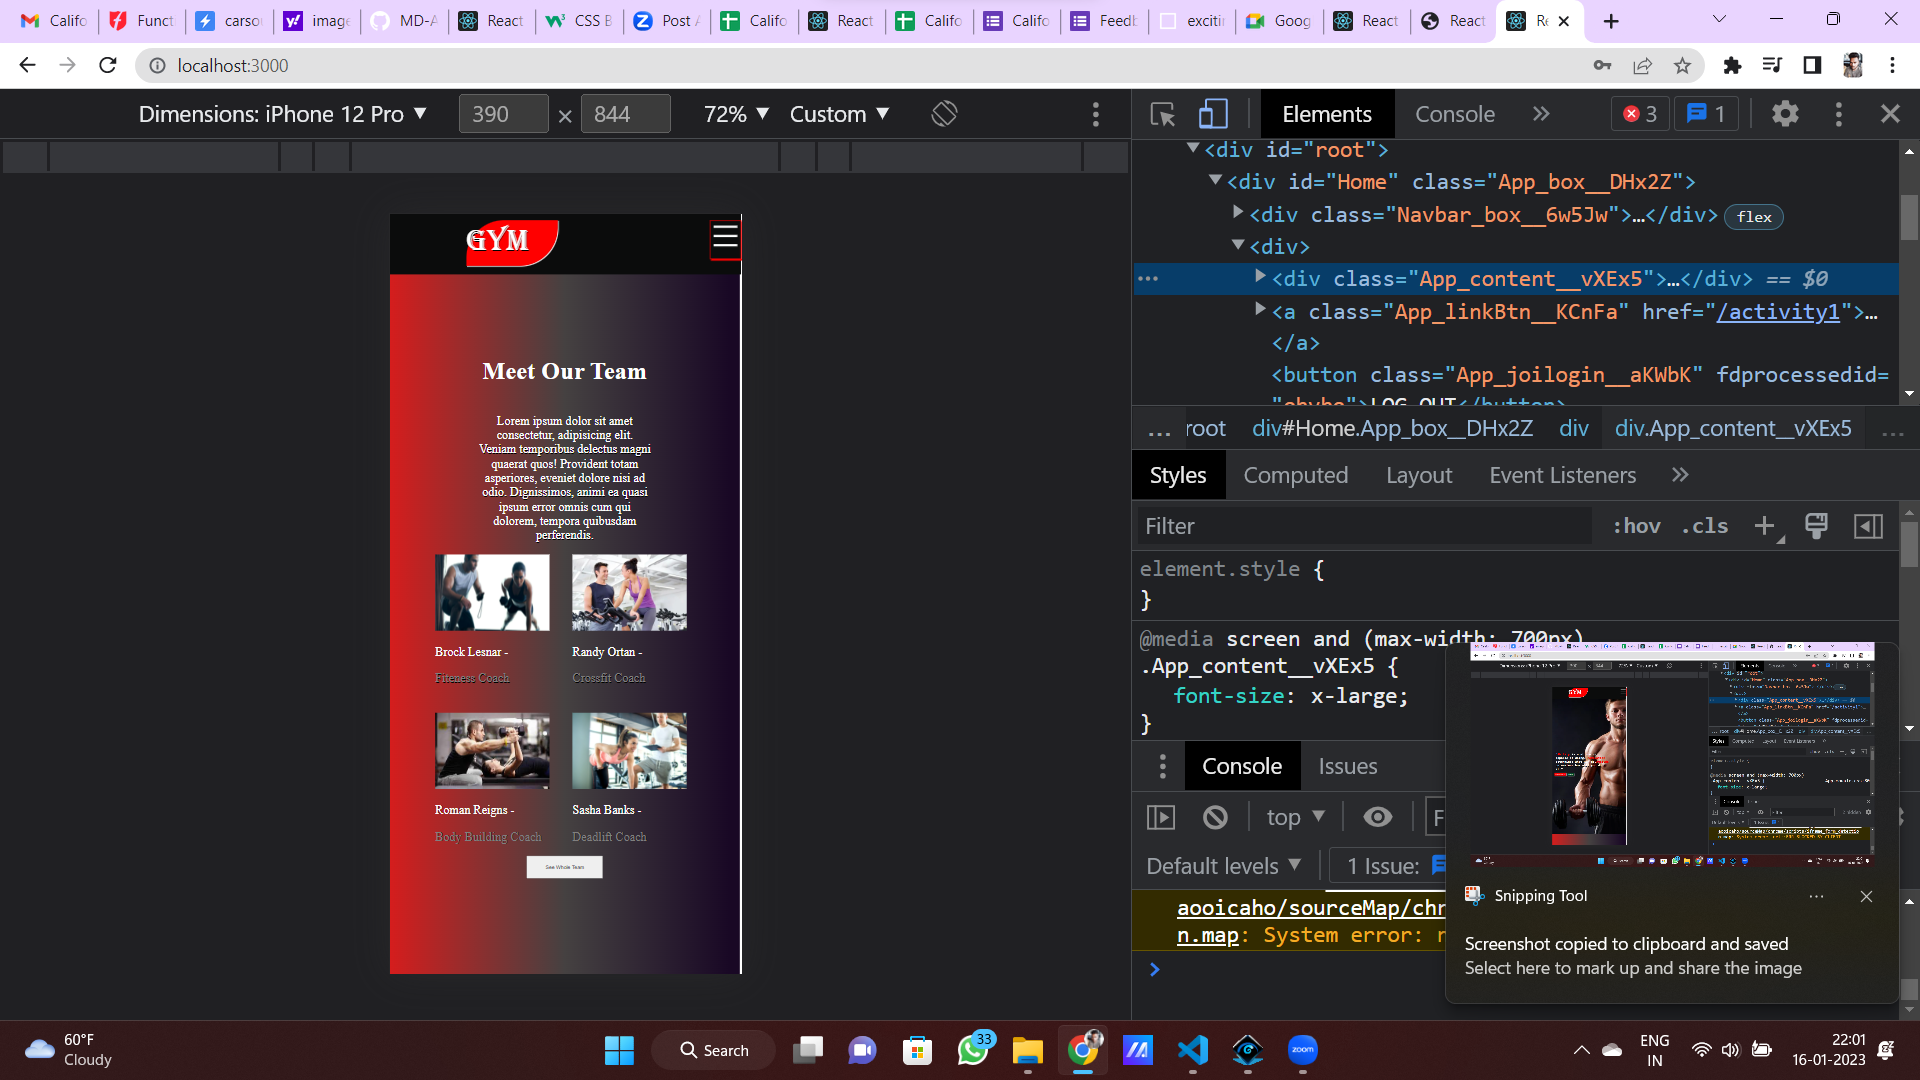 Califo
Funct
carso
image
MD-A
React
CSS B
Post A
Califo
React
Califo
Califo
Feedb
excitin
Goog
React
React
Re
localhost:3000
Dimensions: iPhone 12 Pro ▼ 390 × 844 72% ▼ Custom ▼
Elements Console » 3 1
<div id="root">
<div id="Home" class="App_box__DHx2Z">
<div class="Navbar_box__6w5Jw">…</div> flex
<div>
<div class="App_content__vXEx5">…</div> == $0
<a class="App_linkBtn__KCnFa" href="/activity1">…
</a>
<button class="App_joilogin__aKWbK" fdprocessedid=
… root div#Home.App_box__DHx2Z div div.App_content__vXEx5 …
Styles Computed Layout Event Listeners »
Filter :hov .cls
element.style {
}
@media screen and (max-width: 700px)
.App_content__vXEx5 {
font-size: x-large;
}
Console Issues
top ▼ F
Default levels ▼ 1 Issue:
aooicaho/sourceMap/chr
n.map: System error: n
GYM
Meet Our Team
Lorem ipsum dolor sit amet
consectetur, adipisicing elit.
Veniam temporibus delectus magni
quaerat quos! Provident totam
asperiores, eveniet dolore nisi ad
odio. Dignissimos, animi ea quasi
ipsum error omnis cum qui
dolorem, tempora quibusdam
perferendis.
Brock Lesnar -
Fiteness Coach
Randy Ortan -
Crossfit Coach
Roman Reigns -
Body Building Coach
Sasha Banks -
Deadlift Coach
See Whole Team
Snipping Tool
Screenshot copied to clipboard and saved
Select here to mark up and share the image
60°F
Cloudy
Search
33
zoom
ENG
IN
22:01
16-01-2023